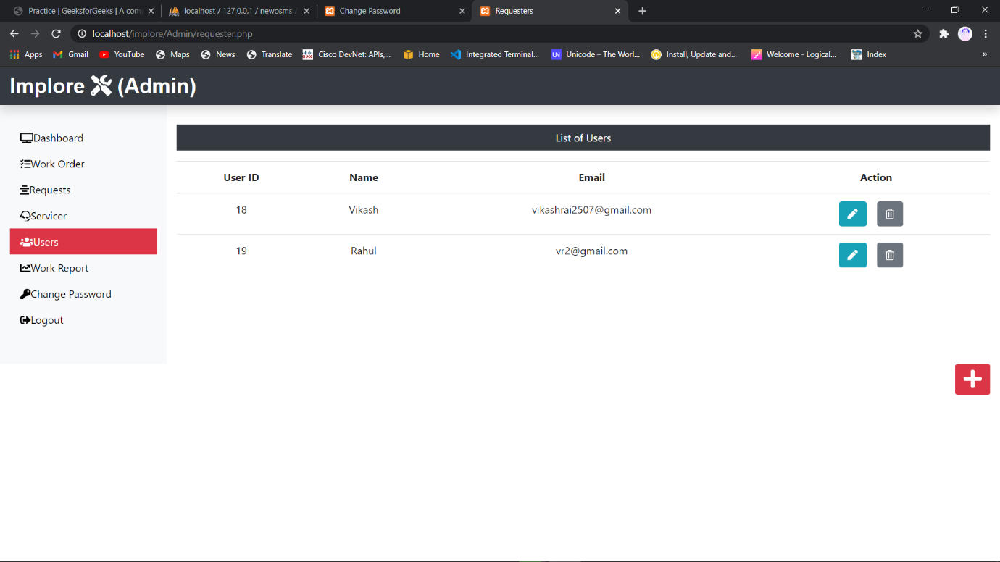 Practice | GeeksforGeeks | A com
localhost / 127.0.0.1 / newosms /
Change Password
Requesters
localhost/implore/Admin/requester.php
Apps Gmail YouTube Maps News Translate Cisco DevNet: APIs,... Home Integrated Terminal... Unicode – The Worl... Install, Update and... Welcome - Logical... Index »
Implore (Admin)
Dashboard
Work Order
Requests
Servicer
Users
Work Report
Change Password
Logout
List of Users
User ID Name Email Action
18 Vikash vikashrai2507@gmail.com
19 Rahul vr2@gmail.com